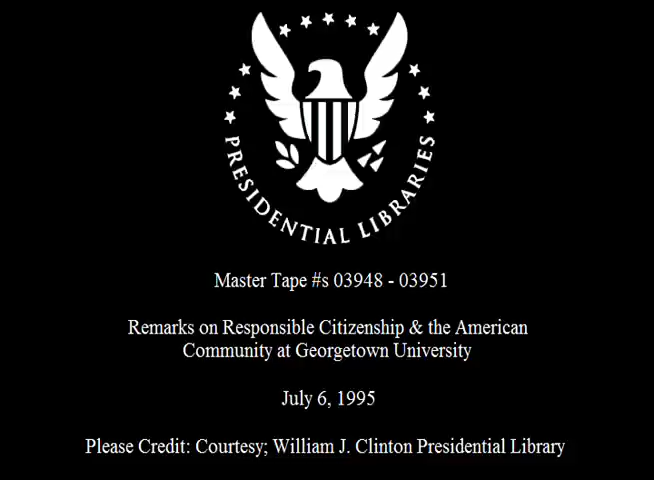 PRESIDENTIAL LIBRARIES
Master Tape #s 03948 - 03951
Remarks on Responsible Citizenship & the American
Community at Georgetown University
July 6, 1995
Please Credit: Courtesy; William J. Clinton Presidential Library